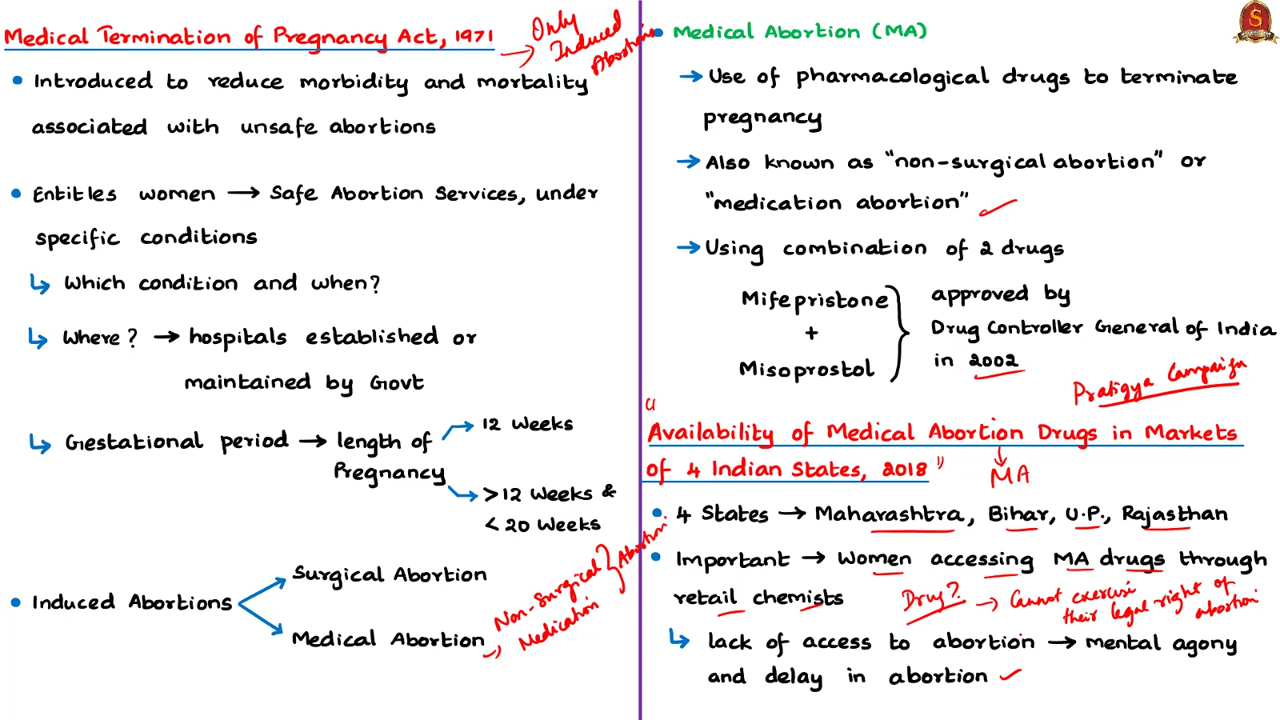 Medical Termination of Pregnancy Act, 1971
→ Only
Induced
Abortions
• Introduced to reduce morbidity and mortality
associated with unsafe abortions
• Entitles women → Safe Abortion Services, under
specific conditions
↳ Which condition and when?
↳ Where? → hospitals established or
maintained by Govt
↳ Gestational period → length of
Pregnancy
→ 12 Weeks
→ >12 Weeks &
< 20 Weeks
• Induced Abortions
→ Surgical Abortion
→ Medical Abortion
→ Non-Surgical
Medication
} Abortion
• Medical Abortion (MA)
→ Use of pharmacological drugs to terminate
pregnancy
→ Also known as "non-surgical abortion" or
"medication abortion" ✓
→ Using combination of 2 drugs
Mifepristone
+
Misoprostol
} approved by
Drug Controller General of India
in 2002
Pratigya Campaign
"Availability of Medical Abortion Drugs in Markets
of 4 Indian States, 2018"
↓
MA
• 4 States → Maharashtra, Bihar, U.P., Rajasthan
• Important → Women accessing MA drugs through
retail chemists
Drug? → Cannot exercise
their legal right of
abortion
↳ lack of access to abortion → mental agony
and delay in abortion ✓
S